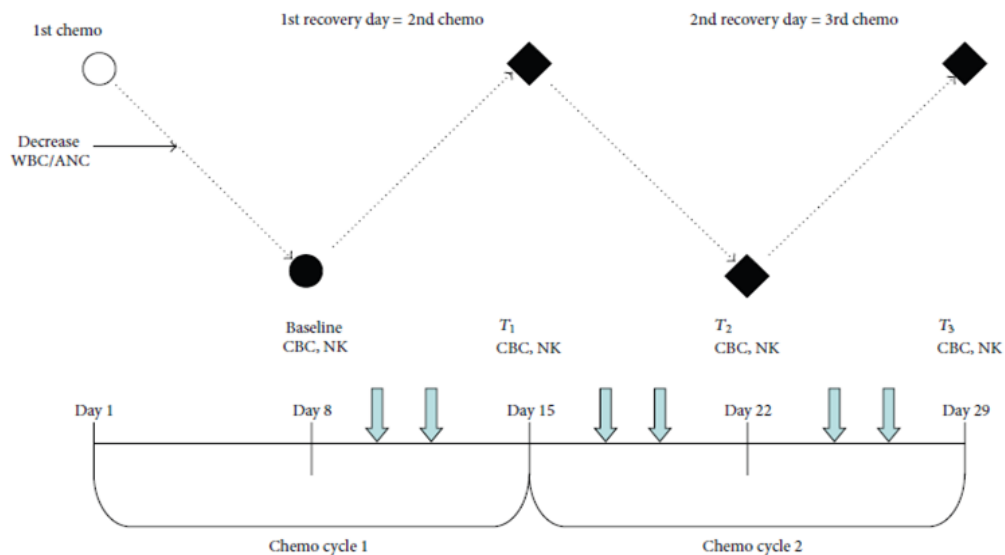 1st chemo
1st recovery day = 2nd chemo
2nd recovery day = 3rd chemo
Decrease
WBC/ANC
Baseline
CBC, NK
T1
CBC, NK
T2
CBC, NK
T3
CBC, NK
Day 1
Day 8
Day 15
Day 22
Day 29
Chemo cycle 1
Chemo cycle 2